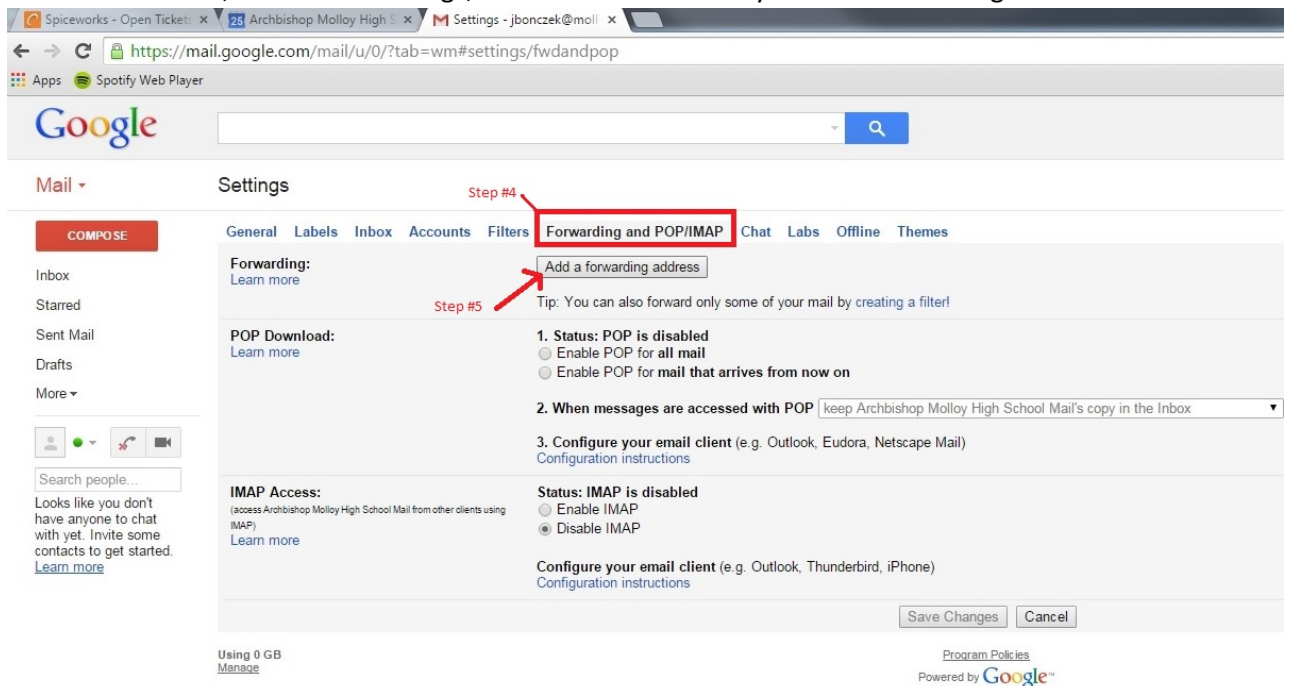 Spiceworks - Open Tickets
25 Archbishop Molloy High S
Settings - jbonczek@moll
https://mail.google.com/mail/u/0/?tab=wm#settings/fwdandpop
Apps Spotify Web Player
Google
Mail
Settings
Step #4
COMPOSE
General Labels Inbox Accounts Filters Forwarding and POP/IMAP Chat Labs Offline Themes
Inbox
Starred
Sent Mail
Drafts
More
Search people...
Looks like you don't
have anyone to chat
with yet. Invite some
contacts to get started.
Learn more
Forwarding:
Learn more
Add a forwarding address
Step #5
Tip: You can also forward only some of your mail by creating a filter!
POP Download:
Learn more
1. Status: POP is disabled
Enable POP for all mail
Enable POP for mail that arrives from now on
2. When messages are accessed with POP keep Archbishop Molloy High School Mail's copy in the Inbox
3. Configure your email client (e.g. Outlook, Eudora, Netscape Mail)
Configuration instructions
IMAP Access:
(access Archbishop Molloy High School Mail from other clients using
IMAP)
Learn more
Status: IMAP is disabled
Enable IMAP
Disable IMAP
Configure your email client (e.g. Outlook, Thunderbird, iPhone)
Configuration instructions
Save Changes Cancel
Using 0 GB
Manage
Program Policies
Powered by Google™